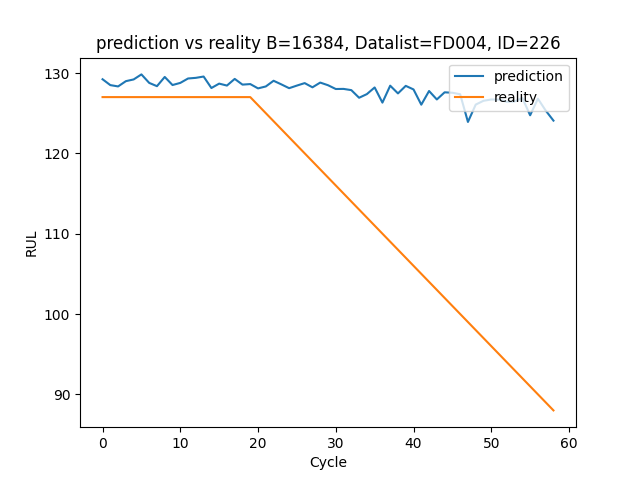 prediction vs reality B=16384, Datalist=FD004, ID=226
prediction
reality
130
120
110
100
90
RUL
0 10 20 30 40 50 60
Cycle